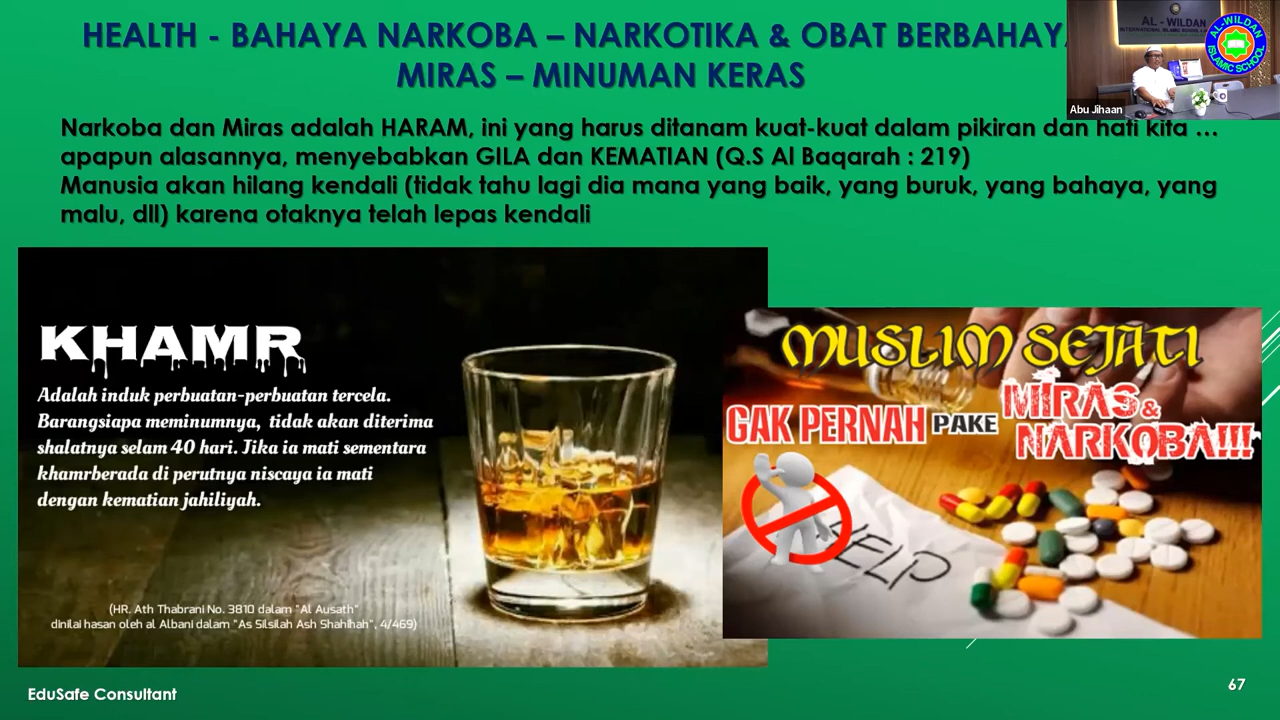 HEALTH - BAHAYA NARKOBA – NARKOTIKA & OBAT BERBAHAYA
MIRAS – MINUMAN KERAS
AL - WILDAN
INTERNATIONAL ISLAMIC SCHOOL
AL-WILDAN
ISLAMIC SCHOOL
Abu Jihaan
Narkoba dan Miras adalah HARAM, ini yang harus ditanam kuat-kuat dalam pikiran dan hati kita ...
apapun alasannya, menyebabkan GILA dan KEMATIAN (Q.S Al Baqarah : 219)
Manusia akan hilang kendali (tidak tahu lagi dia mana yang baik, yang buruk, yang bahaya, yang
malu, dll) karena otaknya telah lepas kendali
KHAMR
Adalah induk perbuatan-perbuatan tercela.
Barangsiapa meminumnya, tidak akan diterima
shalatnya selam 40 hari. Jika ia mati sementara
khamrberada di perutnya niscaya ia mati
dengan kematian jahiliyah.
(HR. Ath Thabrani No. 3810 dalam "Al Ausath"
dinilai hasan oleh al Albani dalam "As Silsilah Ash Shahihah", 4/469)
MUSLIM SEJATI
GAK PERNAH PAKE MIRAS &
NARKOBA!!!
HELP
EduSafe Consultant
67